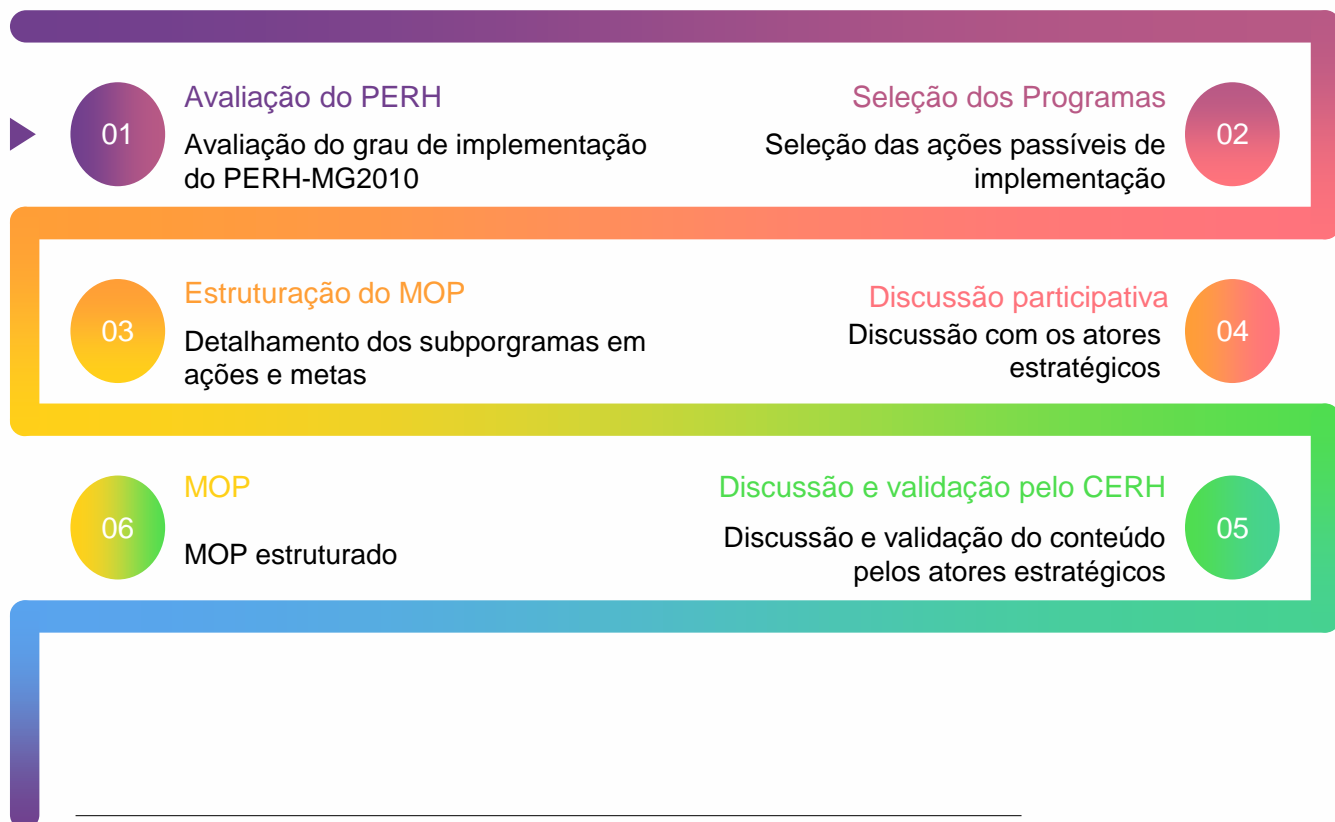 01
Avaliação do PERH
Avaliação do grau de implementação
do PERH-MG2010
Seleção dos Programas
Seleção das ações passíveis de
implementação
02
03
Estruturação do MOP
Detalhamento dos subporgramas em
ações e metas
Discussão participativa
Discussão com os atores
estratégicos
04
06
MOP
MOP estruturado
Discussão e validação pelo CERH
Discussão e validação do conteúdo
pelos atores estratégicos
05